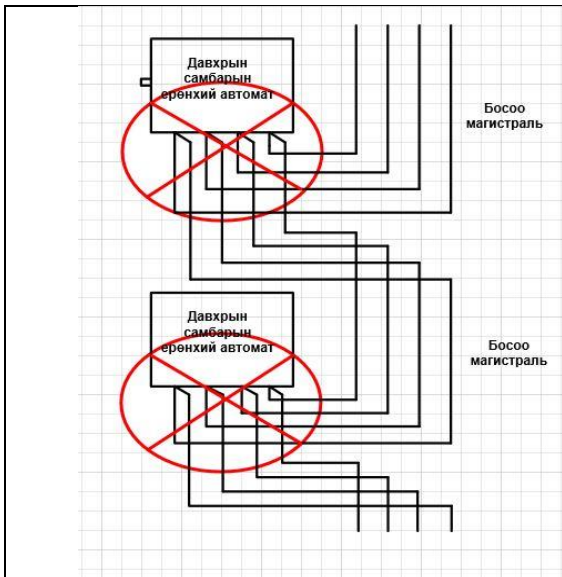 Давхрын
самбарын
ерөнхий автомат
Босоо
магистраль
Давхрын
самбарын
ерөнхий автомат
Босоо
магистраль